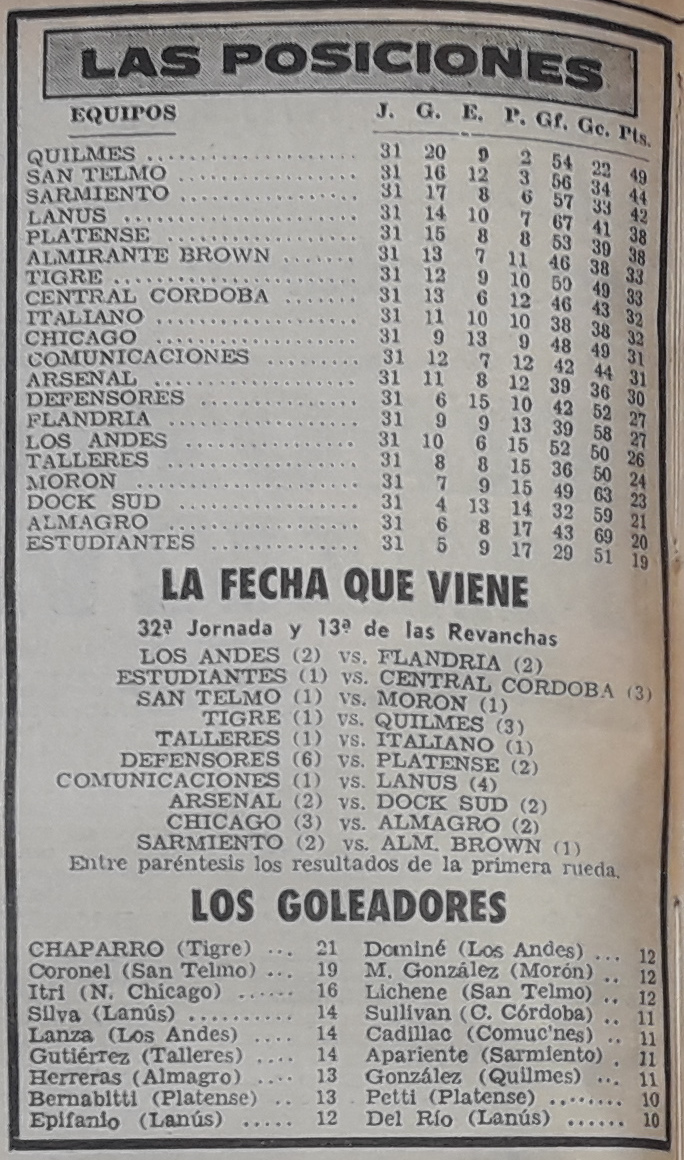 LAS POSICIONES
EQUIPOS J. G. E. P. Gf. Gc. Pts.
QUILMES .................... 31 20 9 2 54 22 49
SAN TELMO .................. 31 16 12 3 56 34 44
SARMIENTO .................. 31 17 8 6 57 33 42
LANUS ...................... 31 14 10 7 67 41 38
PLATENSE ................... 31 15 8 8 53 39 38
ALMIRANTE BROWN ....... 31 13 7 11 46 38 33
TIGRE ...................... 31 12 9 10 50 49 33
CENTRAL CORDOBA ....... 31 13 6 12 46 43 32
ITALIANO ................... 31 11 10 10 38 38 32
CHICAGO .................... 31 9 13 9 48 49 31
COMUNICACIONES ......... 31 12 7 12 42 44 31
ARSENAL .................... 31 11 8 12 39 36 30
DEFENSORES ............... 31 6 15 10 42 52 27
FLANDRIA .................. 31 9 9 13 39 58 27
LOS ANDES ................. 31 10 6 15 52 50 26
TALLERES .................. 31 8 8 15 36 50 24
MORON ..................... 31 7 9 15 49 63 23
DOCK SUD .................. 31 4 13 14 32 59 21
ALMAGRO ................... 31 6 8 17 43 69 20
ESTUDIANTES .............. 31 5 9 17 29 51 19
LA FECHA QUE VIENE
32ª Jornada y 13ª de las Revanchas
LOS ANDES (2) vs. FLANDRIA (2)
ESTUDIANTES (1) vs. CENTRAL CORDOBA (3)
SAN TELMO (1) vs. MORON (1)
TIGRE (1) vs. QUILMES (3)
TALLERES (1) vs. ITALIANO (1)
DEFENSORES (6) vs. PLATENSE (2)
COMUNICACIONES (1) vs. LANUS (4)
ARSENAL (2) vs. DOCK SUD (2)
CHICAGO (3) vs. ALMAGRO (2)
SARMIENTO (2) vs. ALM. BROWN (1)
Entre paréntesis los resultados de la primera rueda.
LOS GOLEADORES
CHAPARRO (Tigre) ... 21 Dominé (Los Andes) ... 12
Coronel (San Telmo) ... 19 M. González (Morón) .. 12
Itri (N. Chicago) ...... 16 Lichene (San Telmo) .. 12
Silva (Lanús) .......... 14 Sullivan (C. Córdoba) .. 11
Lanza (Los Andes) .... 14 Cadillac (Comuc'nes) .. 11
Gutiérrez (Talleres) .... 14 Apariente (Sarmiento) . 11
Herreras (Almagro) .... 13 González (Quilmes) ... 11
Bernabitti (Platense) .. 13 Petti (Platense) ........ 10
Epifanio (Lanús) ..... 12 Del Río (Lanús) ...... 10